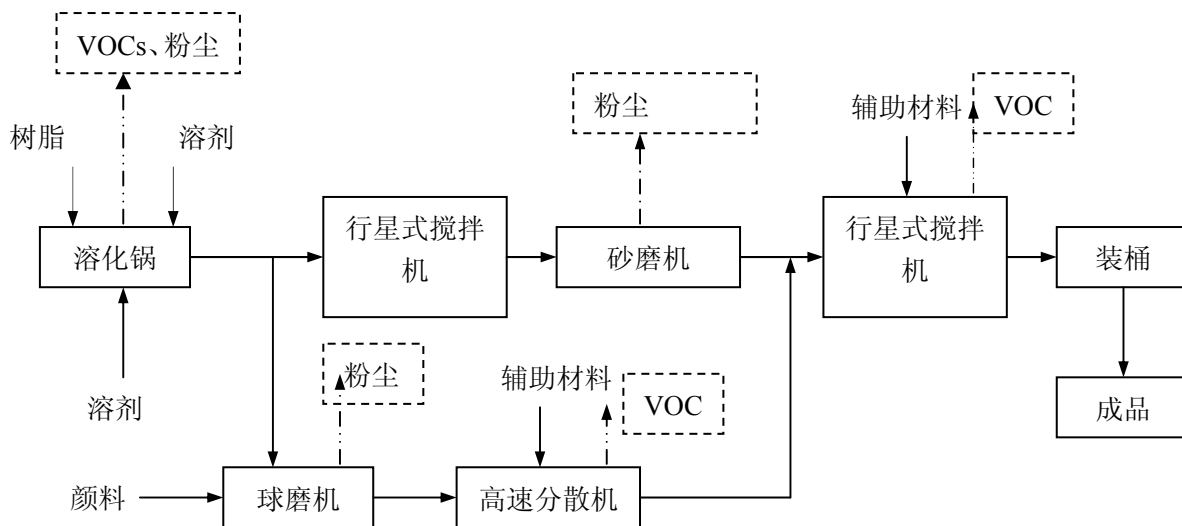 VOCs、粉尘
粉尘
辅助材料
VOC
树脂
溶剂
溶化锅
行星式搅拌
机
砂磨机
行星式搅拌
机
装桶
溶剂
粉尘
辅助材料
VOC
成品
颜料
球磨机
高速分散机